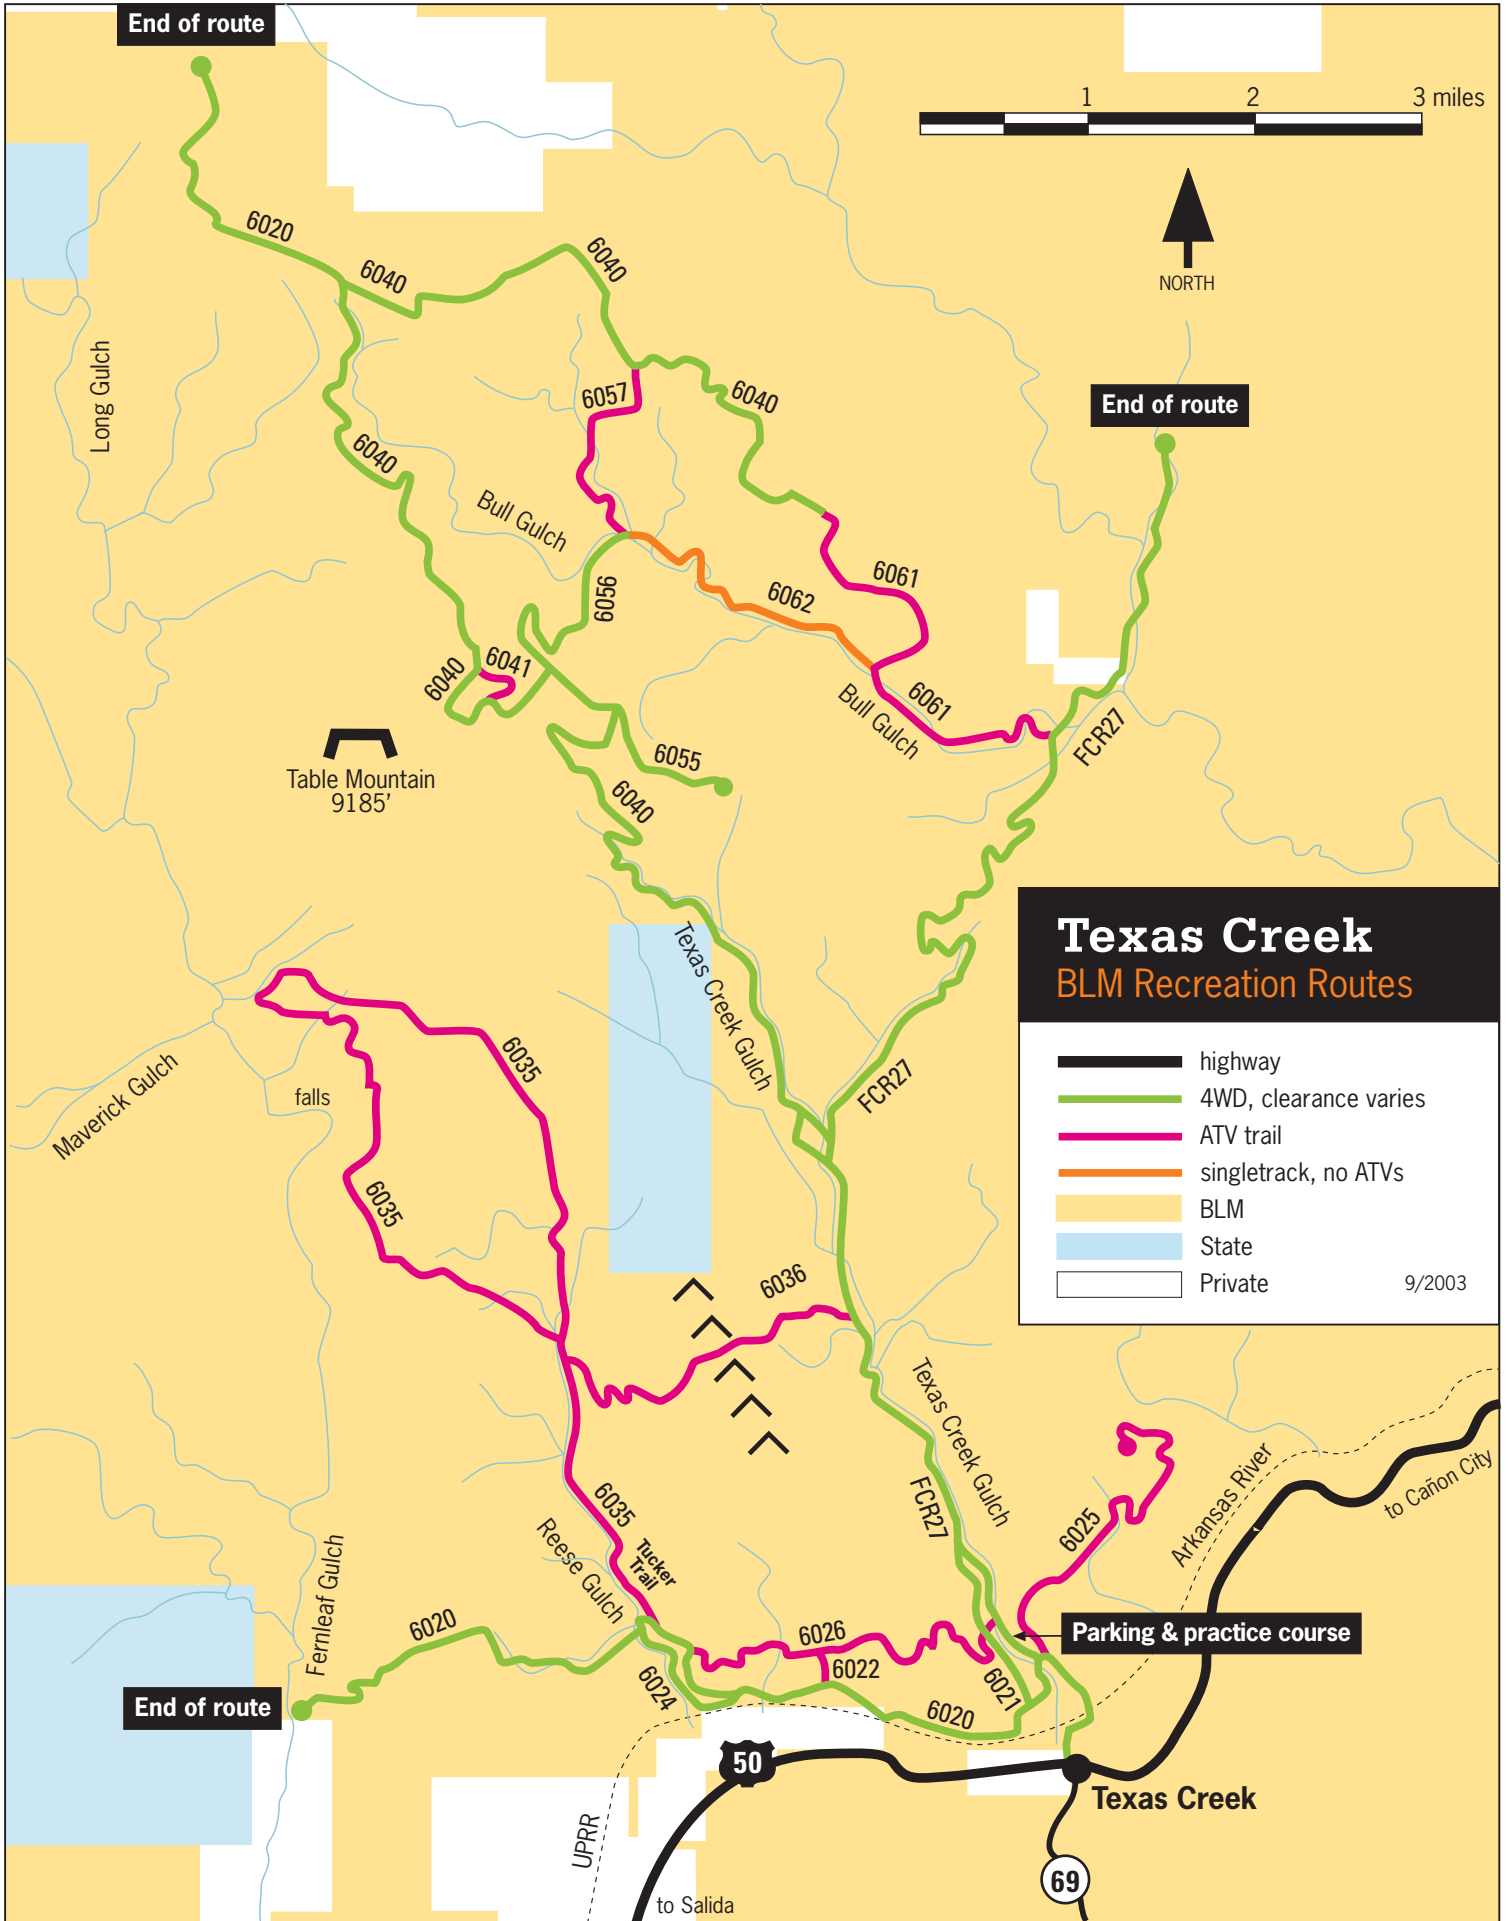 End of route
1
2
3 miles
NORTH
6020
6040
6040
Long Gulch
6057
6040
End of route
6040
Bull Gulch
6061
6056
6062
6040
6041
6061
Bull Gulch
FCR27
Table Mountain
9185’
6055
6040
Texas Creek
BLM Recreation Routes
highway
4WD, clearance varies
ATV trail
singletrack, no ATVs
BLM
State
Private
9/2003
Texas Creek Gulch
6035
FCR27
Maverick Gulch
falls
6035
6036
Texas Creek Gulch
FCR27
6025
Arkansas River
to Cañon City
6035
Tucker
Trail
Reese Gulch
Fernleaf Gulch
6020
6026
6022
Parking & practice course
6024
6021
6020
End of route
50
Texas Creek
UPRR
69
to Salida